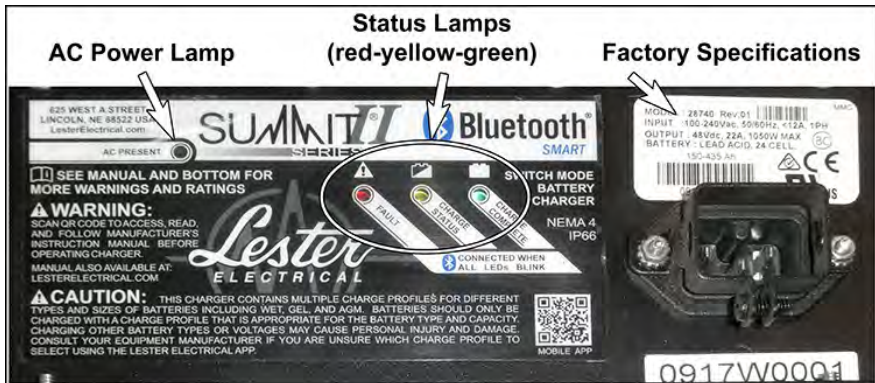 AC Power Lamp
Status Lamps
(red-yellow-green)
Factory Specifications
625 WEST A STREET
LINCOLN, NE 68522 USA
LesterElectrical.com
AC PRESENT
SUMMIT II®
SERIES
Bluetooth®
SMART
SEE MANUAL AND BOTTOM FOR
MORE WARNINGS AND RATINGS
WARNING:
SCAN QR CODE TO ACCESS, READ,
AND FOLLOW MANUFACTURER'S
INSTRUCTION MANUAL BEFORE
OPERATING CHARGER.
MANUAL ALSO AVAILABLE AT:
LESTERELECTRICAL.COM
Lester
ELECTRICAL
FAULT
CHARGE
STATUS
CHARGE
COMPLETE
SWITCH MODE
BATTERY
CHARGER
NEMA 4
IP66
CONNECTED WHEN
ALL LEDs BLINK
CAUTION: THIS CHARGER CONTAINS MULTIPLE CHARGE PROFILES FOR DIFFERENT
TYPES AND SIZES OF BATTERIES INCLUDING WET, GEL, AND AGM. BATTERIES SHOULD ONLY BE
CHARGED WITH A CHARGE PROFILE THAT IS APPROPRIATE FOR THE BATTERY TYPE AND CAPACITY.
CHARGING OTHER BATTERY TYPES OR VOLTAGES MAY CAUSE PERSONAL INJURY AND DAMAGE.
CONSULT YOUR EQUIPMENT MANUFACTURER IF YOU ARE UNSURE WHICH CHARGE PROFILE TO
SELECT USING THE LESTER ELECTRICAL APP.
MOBILE APP
MODEL: 28740 Rev:01
INPUT: 100-240Vac, 50/60Hz, <12A, 1PH
OUTPUT: 48Vdc, 22A, 1050W MAX
BATTERY: LEAD ACID, 24 CELL,
150-435 Ah
BC
CE
0917W0001